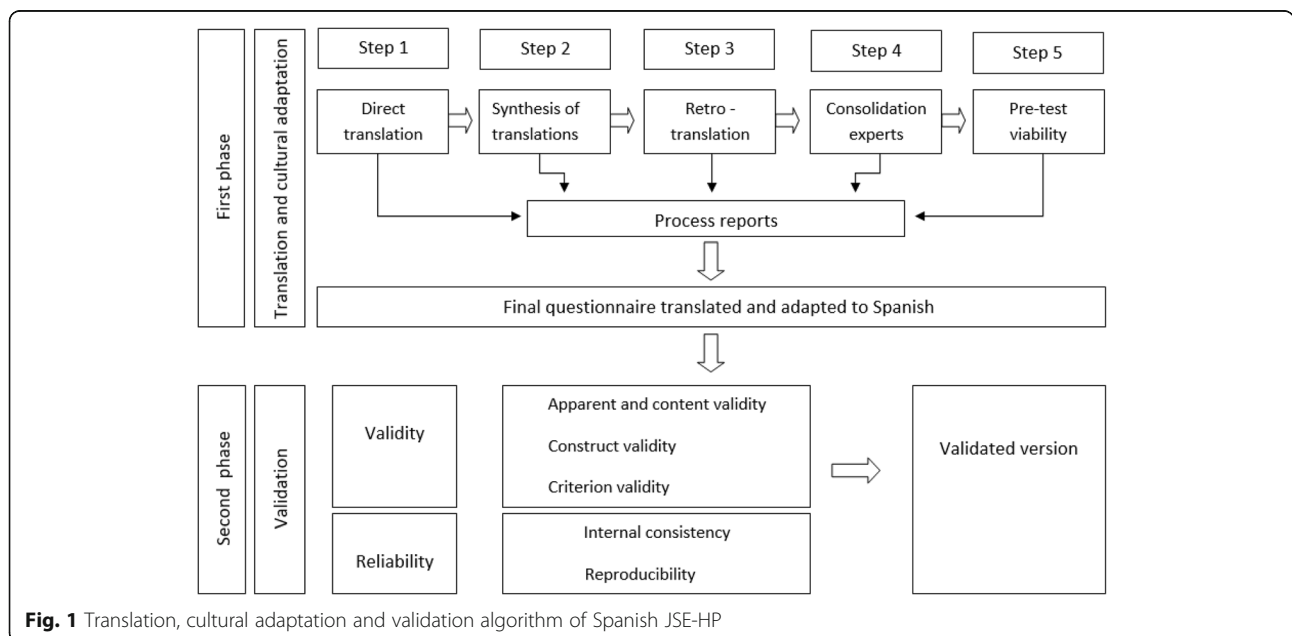 First phase
Translation and cultural adaptation
Step 1
Step 2
Step 3
Step 4
Step 5
Direct
translation
Synthesis of
translations
Retro -
translation
Consolidation
experts
Pre-test
viability
Process reports
Final questionnaire translated and adapted to Spanish
Second phase
Validation
Validity
Apparent and content validity
Construct validity
Criterion validity
Validated version
Reliability
Internal consistency
Reproducibility
Fig. 1 Translation, cultural adaptation and validation algorithm of Spanish JSE-HP